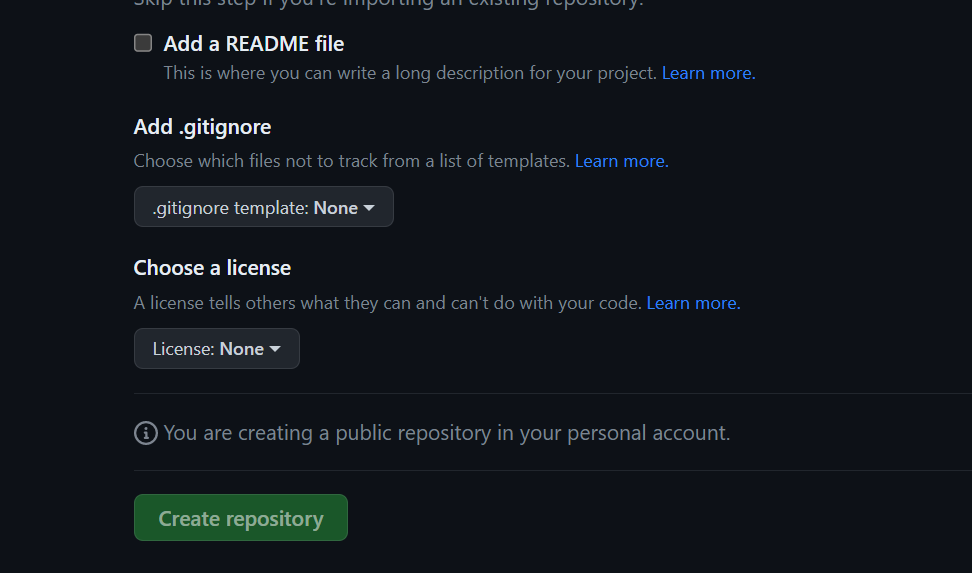 Skip this step if you're importing an existing repository.
Add a README file
This is where you can write a long description for your project. Learn more.
Add .gitignore
Choose which files not to track from a list of templates. Learn more.
.gitignore template: None
Choose a license
A license tells others what they can and can't do with your code. Learn more.
License: None
You are creating a public repository in your personal account.
Create repository